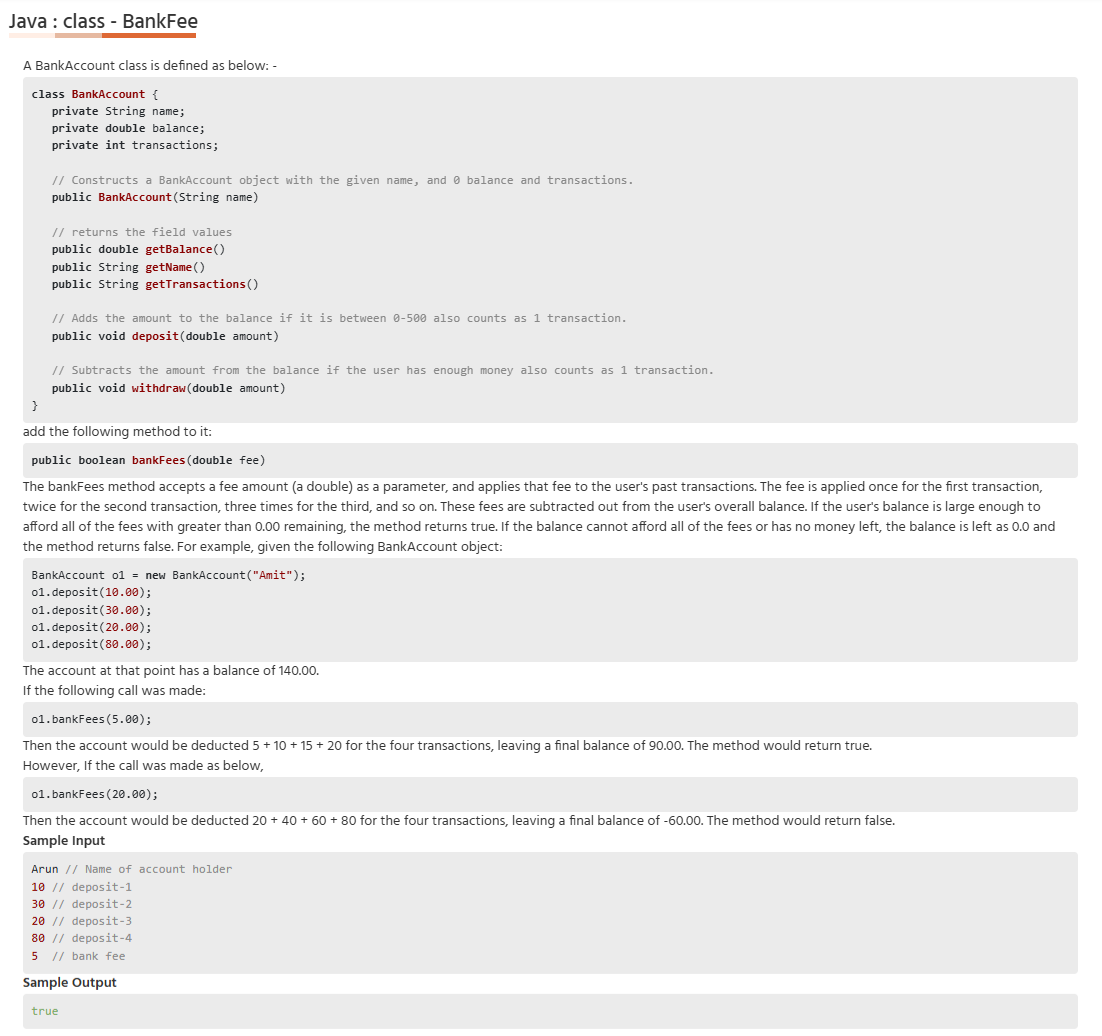 Java : class - BankFee
A BankAccount class is defined as below: -
class BankAccount {
private String name;
private double balance;
private int transactions;
// Constructs a BankAccount object with the given name, and 0 balance and transactions.
public BankAccount(String name)
// returns the field values
public double getBalance()
public String getName()
public String getTransactions()
// Adds the amount to the balance if it is between 0-500 also counts as 1 transaction.
public void deposit(double amount)
// Subtracts the amount from the balance if the user has enough money also counts as 1 transaction.
public void withdraw(double amount)
}
add the following method to it:
public boolean bankFees(double fee)
The bankFees method accepts a fee amount (a double) as a parameter, and applies that fee to the user's past transactions. The fee is applied once for the first transaction,
twice for the second transaction, three times for the third, and so on. These fees are subtracted out from the user's overall balance. If the user's balance is large enough to
afford all of the fees with greater than 0.00 remaining, the method returns true. If the balance cannot afford all of the fees or has no money left, the balance is left as 0.0 and
the method returns false. For example, given the following BankAccount object:
BankAccount o1 = new BankAccount("Amit");
o1.deposit(10.00);
o1.deposit(30.00);
o1.deposit(20.00);
o1.deposit(80.00);
The account at that point has a balance of 140.00.
If the following call was made:
o1.bankFees(5.00);
Then the account would be deducted 5 + 10 + 15 + 20 for the four transactions, leaving a final balance of 90.00. The method would return true.
However, If the call was made as below,
o1.bankFees(20.00);
Then the account would be deducted 20 + 40 + 60 + 80 for the four transactions, leaving a final balance of -60.00. The method would return false.
Sample Input
Arun // Name of account holder
10 // deposit-1
30 // deposit-2
20 // deposit-3
80 // deposit-4
5 // bank fee
Sample Output
true